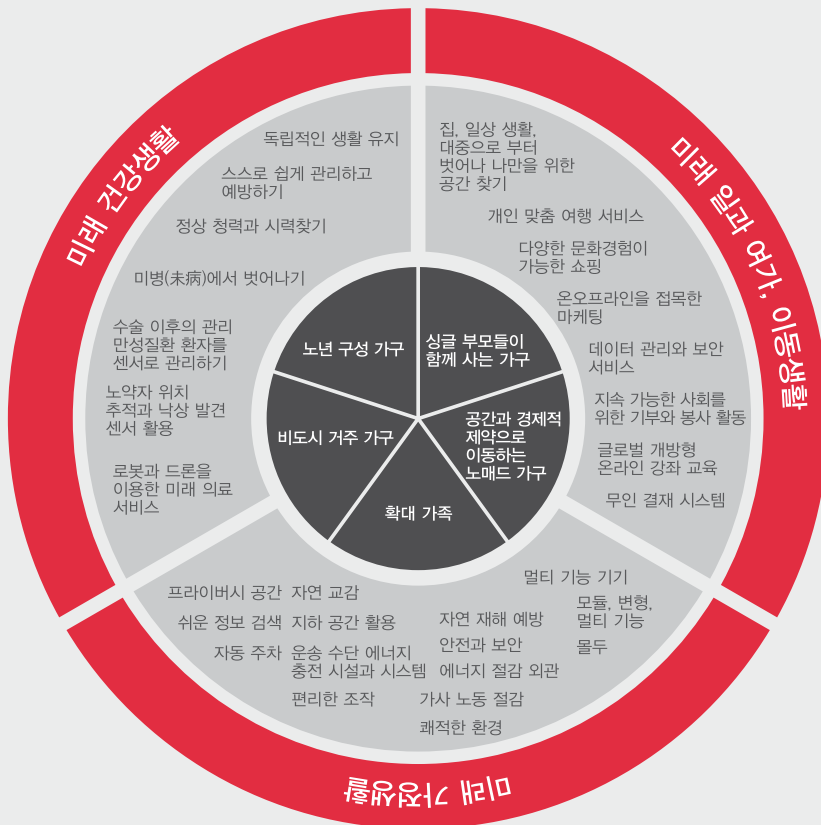 미래 건강생활
독립적인 생활 유지
스스로 쉽게 관리하고
예방하기
정상 청력과 시력찾기
미병(未病)에서 벗어나기
수술 이후의 관리
만성질환 환자를
센서로 관리하기
노약자 위치
추적과 낙상 발견
센서 활용
로봇과 드론을
이용한 미래 의료
서비스
미래 일과 여가, 이동생활
집, 일상 생활,
대중으로 부터
벗어나 나만을 위한
공간 찾기
개인 맞춤 여행 서비스
다양한 문화경험이
가능한 쇼핑
온오프라인을 접목한
마케팅
데이터 관리와 보안
서비스
지속 가능한 사회를
위한 기부와 봉사 활동
글로벌 개방형
온라인 강좌 교육
무인 결재 시스템
노년 구성 가구
싱글 부모들이
함께 사는 가구
비도시 거주 가구
공간과 경제적
제약으로
이동하는
노매드 가구
확대 가족
프라이버시 공간
쉬운 정보 검색
자동 주차
자연 교감
지하 공간 활용
운송 수단 에너지
충전 시설과 시스템
편리한 조작
자연 재해 예방
안전과 보안
에너지 절감 외관
가사 노동 절감
쾌적한 환경
멀티 기능 기기
모듈, 변형,
멀티 기능
몰두
미래 가정생활